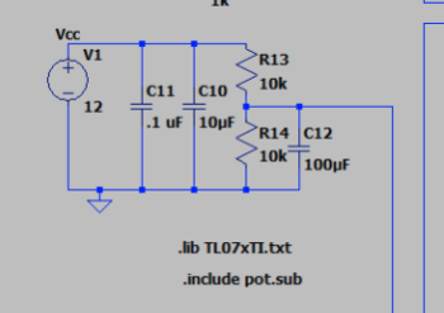 1k
Vcc
V1
12
C11
.1 uF
C10
10µF
R13
10k
R14
10k
C12
100µF
.lib TL07xTI.txt
.include pot.sub